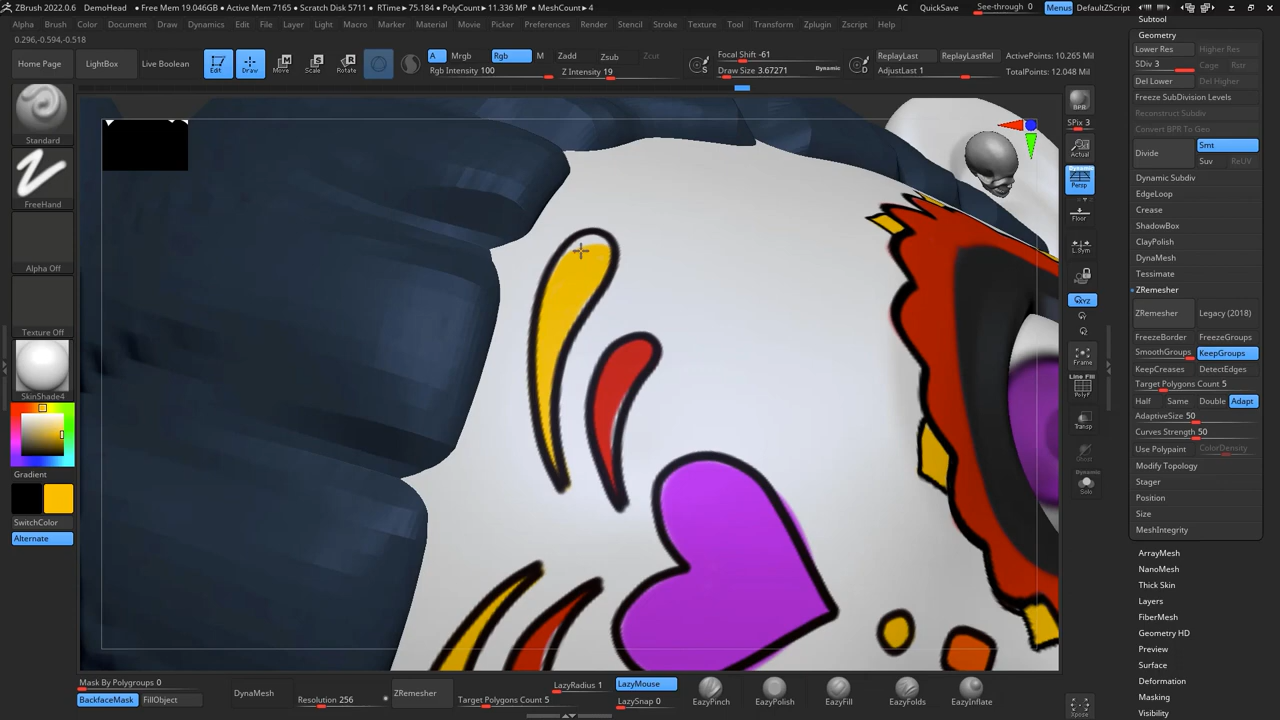 ZBrush 2022.0.6 DemoHead • Free Mem 19.046GB • Active Mem 7165 • Scratch Disk 5711 • RTime▸75.184 • PolyCount▸11.336 MP • MeshCount▸4
AC QuickSave See-through 0 Menus DefaultZScript
Alpha Brush Color Document Draw Dynamics Edit File Layer Light Macro Marker Material Movie Picker Preferences Render Stencil Stroke Texture Tool Transform Zplugin Zscript Help
0.296,-0.594,-0.518
Home Page LightBox Live Boolean Edit Draw Move Scale Rotate
A Mrgb Rgb M Zadd Zsub Zcut
Rgb Intensity 100 Z Intensity 19
Focal Shift -61
Draw Size 3.67271 Dynamic
S D
ReplayLast ReplayLastRel ActivePoints: 10.265 Mil
AdjustLast 1 TotalPoints: 12.048 Mil
Standard
FreeHand
Alpha Off
Texture Off
SkinShade4
Gradient
SwitchColor
Alternate
BPR
SPix 3
Actual
Dynamic
Persp
Floor
L.Sym
XYZ
Frame
Line Fill
PolyF
Transp
Ghost
Dynamic
Solo
Xpose
Subtool
Geometry
Lower Res Higher Res
SDiv 3 Cage Rstr
Del Lower Del Higher
Freeze SubDivision Levels
Reconstruct Subdiv
Convert BPR To Geo
Divide Smt
Suv ReUV
Dynamic Subdiv
EdgeLoop
Crease
ShadowBox
ClayPolish
DynaMesh
Tessimate
ZRemesher
ZRemesher Legacy (2018)
FreezeBorder FreezeGroups
SmoothGroups KeepGroups
KeepCreases DetectEdges
Target Polygons Count 5
Half Same Double Adapt
AdaptiveSize 50
Curves Strength 50
Use Polypaint ColorDensity
Modify Topology
Stager
Position
Size
MeshIntegrity
ArrayMesh
NanoMesh
Thick Skin
Layers
FiberMesh
Geometry HD
Preview
Surface
Deformation
Masking
Visibility
Mask By Polygroups 0
BackfaceMask FillObject
DynaMesh Resolution 256
ZRemesher Target Polygons Count 5
LazyRadius 1 LazyMouse
LazySnap 0
EazyPinch EazyPolish EazyFill EazyFolds EazyInflate